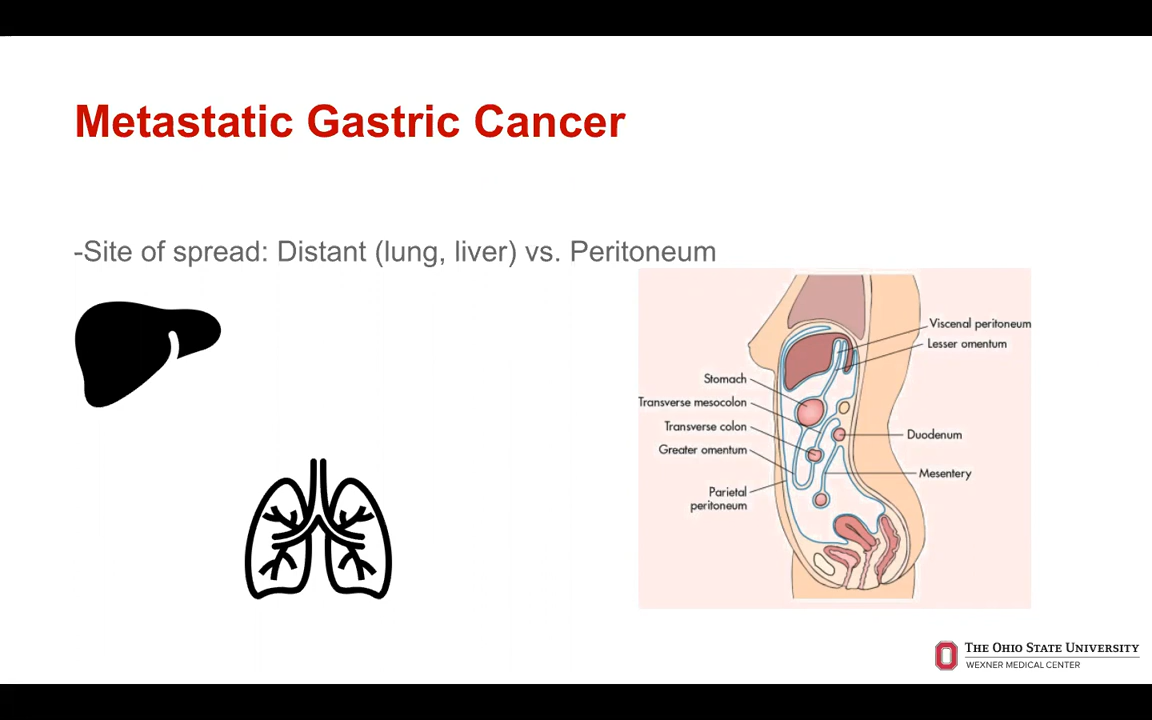 Metastatic Gastric Cancer
-Site of spread: Distant (lung, liver) vs. Peritoneum
Viscenal peritoneum
Lesser omentum
Stomach
Transverse mesocolon
Transverse colon
Duodenum
Greater omentum
Mesentery
Parietal
peritoneum
THE OHIO STATE UNIVERSITY
WEXNER MEDICAL CENTER